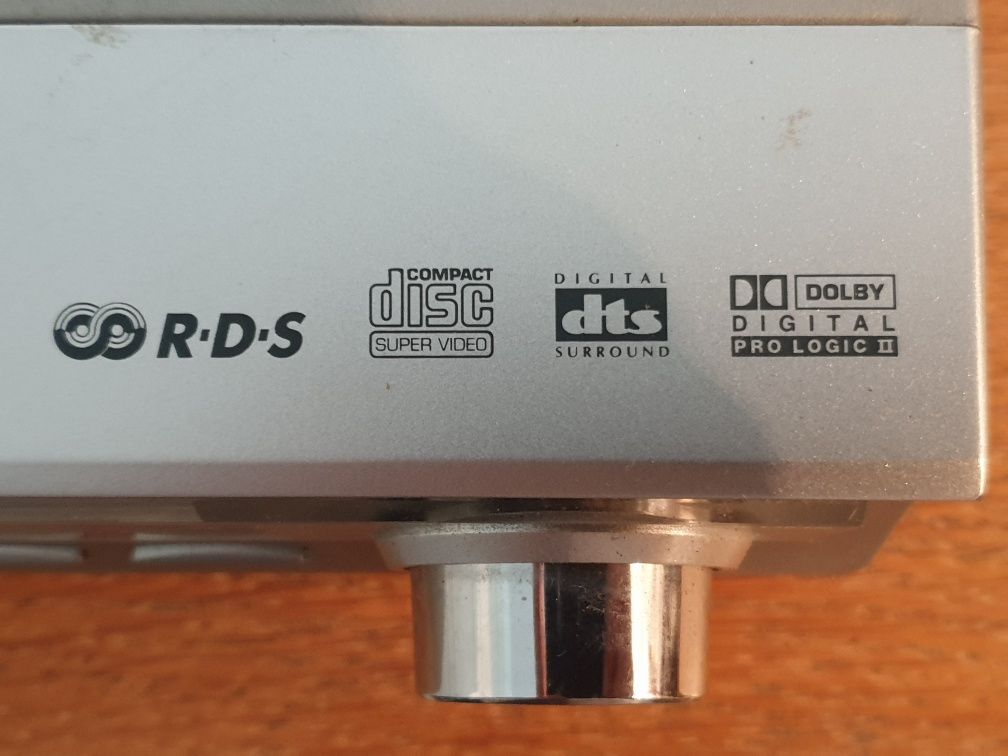 R·D·S
COMPACT
disc
SUPER VIDEO
DIGITAL
dts
SURROUND
DOLBY
DIGITAL
PRO LOGIC II